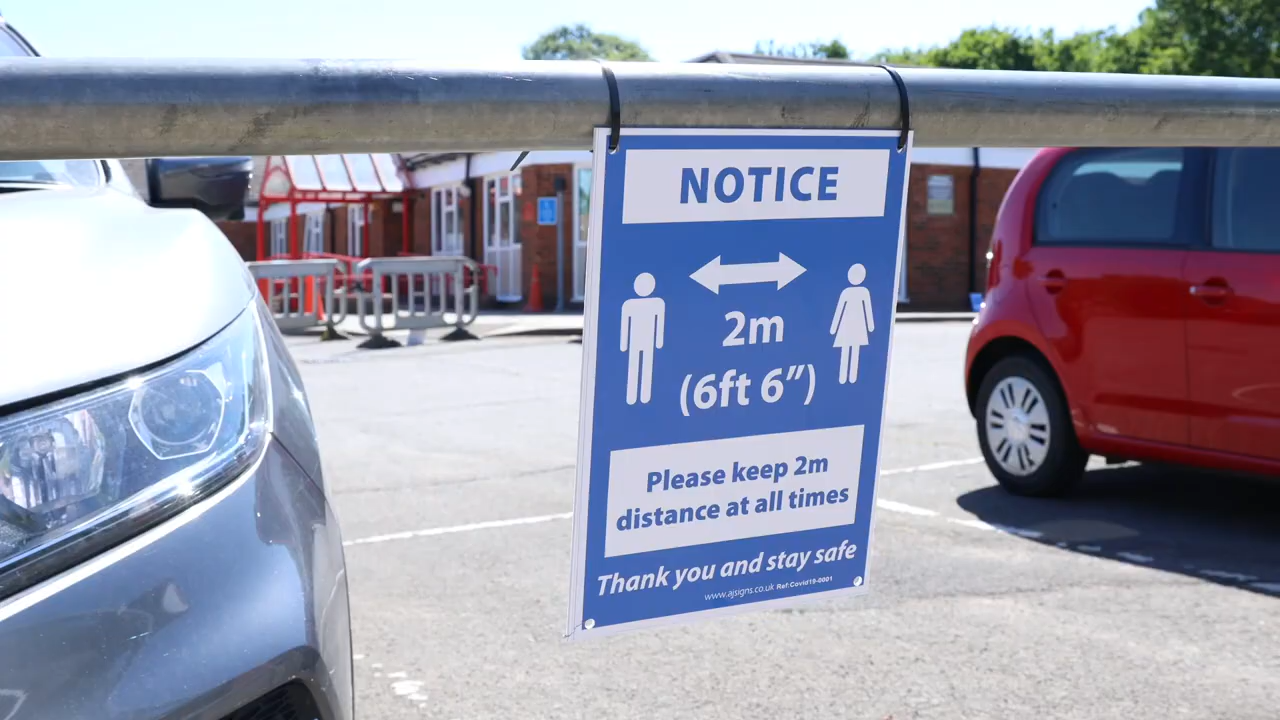 NOTICE
2m
(6ft 6″)
Please keep 2m
distance at all times
Thank you and stay safe
www.ajsigns.co.uk Ref:Covid19-0001